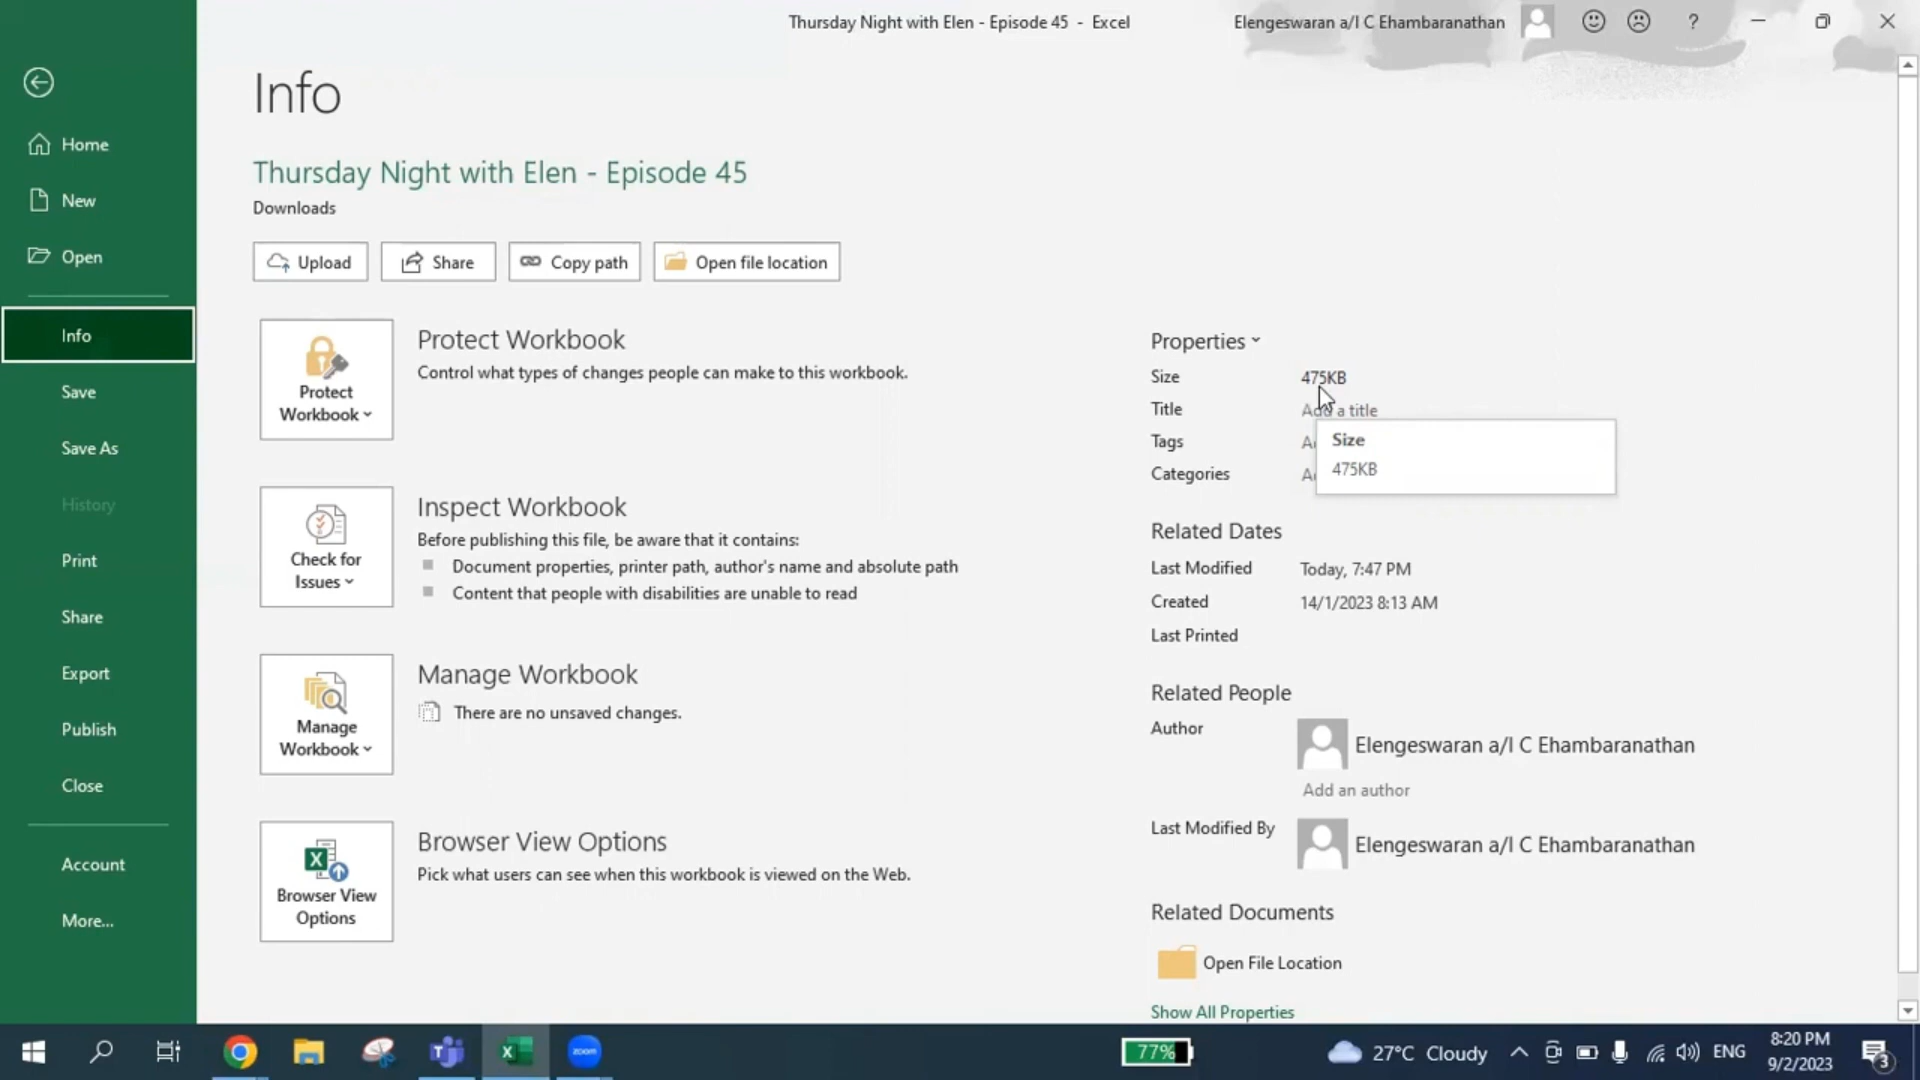 Thursday Night with Elen - Episode 45 - Excel
Elengeswaran a/l C Ehambaranathan
?
Info
Home
New
Open
Info
Save
Save As
History
Print
Share
Export
Publish
Close
Account
More...
Thursday Night with Elen - Episode 45
Downloads
Upload
Share
Copy path
Open file location
Protect
Workbook
Protect Workbook
Control what types of changes people can make to this workbook.
Check for
Issues
Inspect Workbook
Before publishing this file, be aware that it contains:
Document properties, printer path, author's name and absolute path
Content that people with disabilities are unable to read
Manage
Workbook
Manage Workbook
There are no unsaved changes.
Browser View
Options
Browser View Options
Pick what users can see when this workbook is viewed on the Web.
Properties
Size 475KB
Title Add a title
Tags
Categories
Size
475KB
Related Dates
Last Modified Today, 7:47 PM
Created 14/1/2023 8:13 AM
Last Printed
Related People
Author Elengeswaran a/l C Ehambaranathan
Add an author
Last Modified By Elengeswaran a/l C Ehambaranathan
Related Documents
Open File Location
Show All Properties
zoom
77%
27°C Cloudy
ENG
8:20 PM
9/2/2023
3